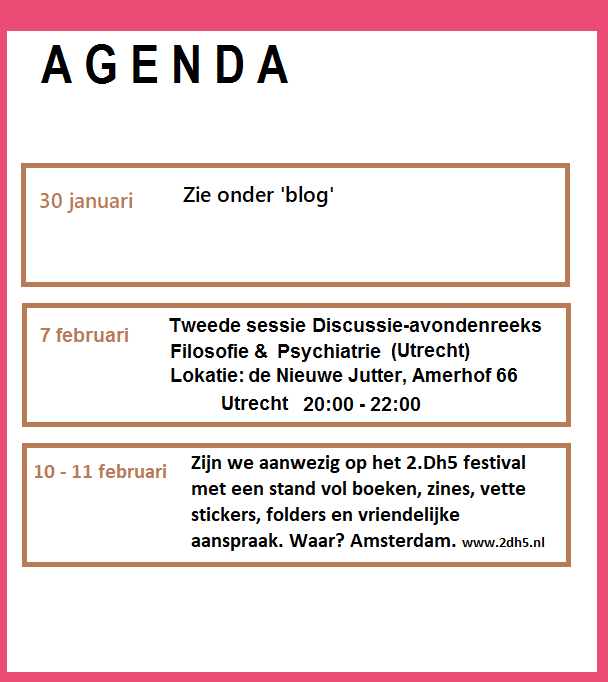 AGENDA
30 januari
Zie onder 'blog'
7 februari
Tweede sessie Discussie-avondenreeks
Filosofie & Psychiatrie (Utrecht)
Lokatie: de Nieuwe Jutter, Amerhof 66
Utrecht 20:00 - 22:00
10 - 11 februari
Zijn we aanwezig op het 2.Dh5 festival
met een stand vol boeken, zines, vette
stickers, folders en vriendelijke
aanspraak. Waar? Amsterdam. www.2dh5.nl